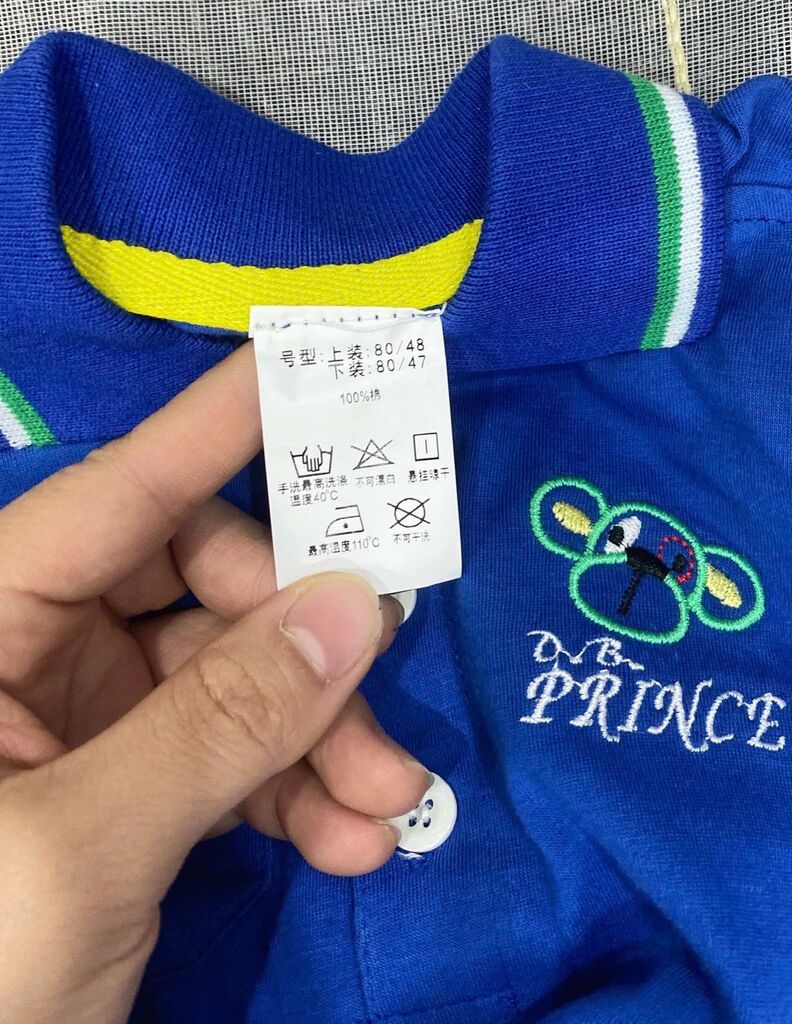 号型:上装:80/48
下装:80/47
100%棉
手洗最高洗涤
温度40°C
不可漂白
悬挂晾干
最高温度110°C
不可干洗
D.B.
PRINCE